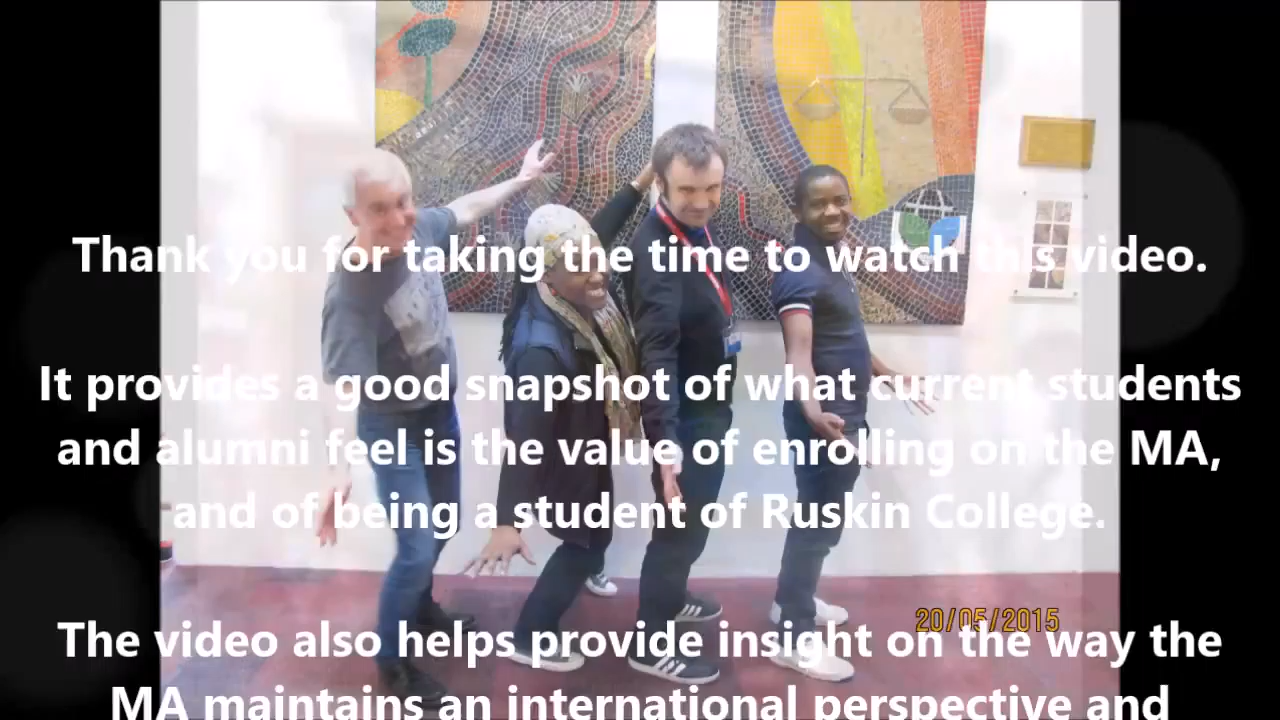 Thank you for taking the time to watch this video.
It provides a good snapshot of what current students
and alumni feel is the value of enrolling on the MA,
and of being a student of Ruskin College.
20/05/2015
The video also helps provide insight on the way the
MA maintains an international perspective and